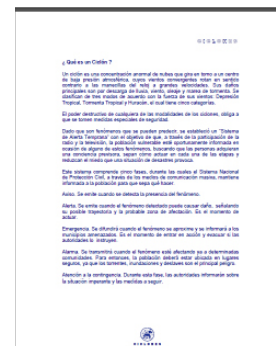 CICLONES
¿ Qué es un Ciclón ?
Un ciclón es una concentración anormal de nubes que gira en torno a un centro
de baja presión atmosférica, cuyos vientos convergentes rotan en sentido
contrario a las manecillas del reloj a grandes velocidades. Sus daños
principales son por descarga de lluvia, viento, oleaje y marea de tormenta. Se
clasifican de tres modos de acuerdo con la fuerza de sus vientos: Depresión
Tropical, Tormenta Tropical y Huracán, el cual tiene cinco categorías.
El poder destructivo de cualquiera de las modalidades de los ciclones, obliga a
que se tomen medidas especiales de seguridad.
Dado que son fenómenos que se pueden predecir, se estableció un "Sistema
de Alerta Temprana" con el objetivo de que, a través de la participación de la
radio y la televisión, la población vulnerable esté oportunamente informada en
ocasión de alguno de estos fenómenos, buscando que las personas adquieran
una conciencia previsora, sepan cómo actuar en cada una de las etapas y
reduzcan el miedo que una situación de desastres provoca.
Este sistema comprende cinco fases, durante las cuales el Sistema Nacional
de Protección Civil, a través de los medios de comunicación masiva, mantiene
informada a la población para que sepa qué hacer.
Aviso. Se emite cuando se detecta la presencia del fenómeno.
Alerta. Se emite cuando el fenómeno detectado puede causar daño, señalando
su posible trayectoria y la probable zona de afectación. Es el momento de
actuar.
Emergencia. Se difundirá cuando el fenómeno se aproxime y se informará a los
municipios amenazados. Es el momento de entrar en acción y evacuar si las
autoridades lo instruyen.
Alarma. Se transmitirá cuando el fenómeno esté afectando ya a determinadas
comunidades. Para entonces, la población deberá estar ubicada en lugares
seguros, ya que los torrentes, inundaciones y deslaves son el principal peligro.
Atención a la contingencia. Durante esta fase, las autoridades informarán sobre
la situación imperante y las medidas a seguir.
CICLONES